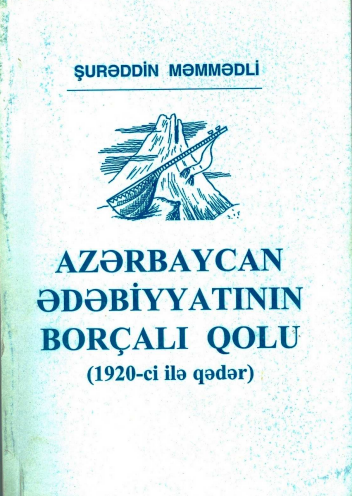 ŞURƏDDİN MƏMMƏDLİ
AZƏRBAYCAN
ƏDƏBİYYATININ
BORÇALI QOLU
(1920-ci ilə qədər)